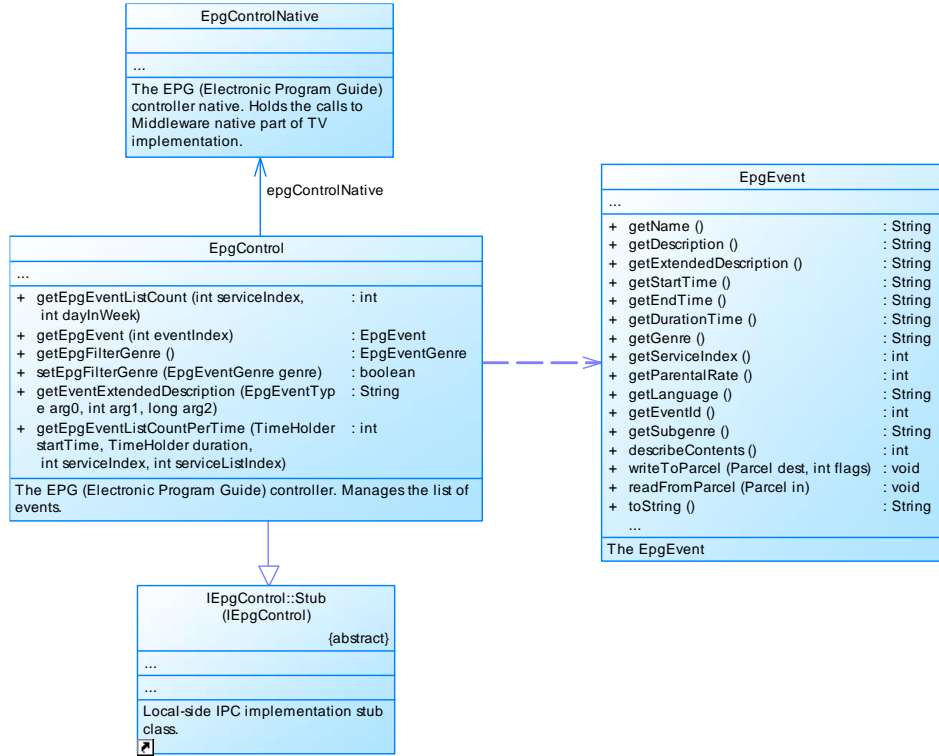 EpgControlNative
...
The EPG (Electronic Program Guide)
controller native. Holds the calls to
Middleware native part of TV
implementation.
epgControlNative
EpgControl
...
+ getEpgEventListCount (int serviceIndex, : int
int dayInWeek)
+ getEpgEvent (int eventIndex) : EpgEvent
+ getEpgFilterGenre () : EpgEventGenre
+ setEpgFilterGenre (EpgEventGenre genre) : boolean
+ getEventExtendedDescription (EpgEventTyp : String
e arg0, int arg1, long arg2)
+ getEpgEventListCountPerTime (TimeHolder : int
startTime, TimeHolder duration,
int serviceIndex, int serviceListIndex)
The EPG (Electronic Program Guide) controller. Manages the list of
events.
EpgEvent
...
+ getName () : String
+ getDescription () : String
+ getExtendedDescription () : String
+ getStartTime () : String
+ getEndTime () : String
+ getDurationTime () : String
+ getGenre () : String
+ getServiceIndex () : int
+ getParentalRate () : int
+ getLanguage () : String
+ getEventId () : int
+ getSubgenre () : String
+ describeContents () : int
+ writeToParcel (Parcel dest, int flags) : void
+ readFromParcel (Parcel in) : void
+ toString () : String
...
The EpgEvent
IEpgControl::Stub
(IEpgControl)
{abstract}
...
...
Local-side IPC implementation stub
class.